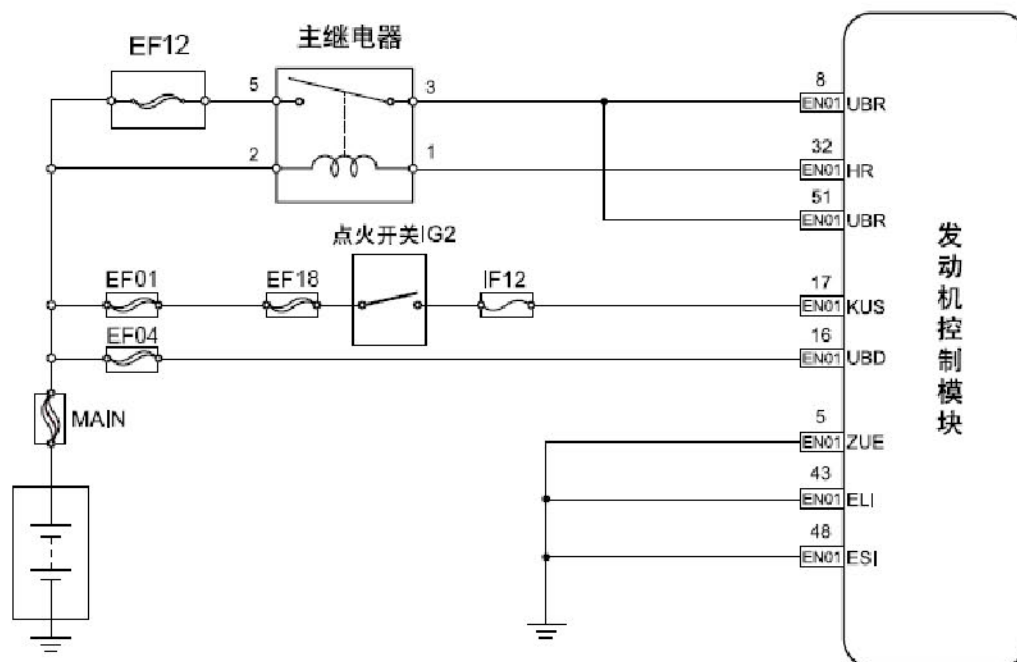 EF12
主继电器
5
3
8
EN01 UBR
2
1
32
EN01 HR
51
EN01 UBR
点火开关IG2
EF01
EF18
IF12
17
EN01 KUS
EF04
16
EN01 UBD
MAIN
5
EN01 ZUE
43
EN01 ELI
48
EN01 ESI
发动机控制模块